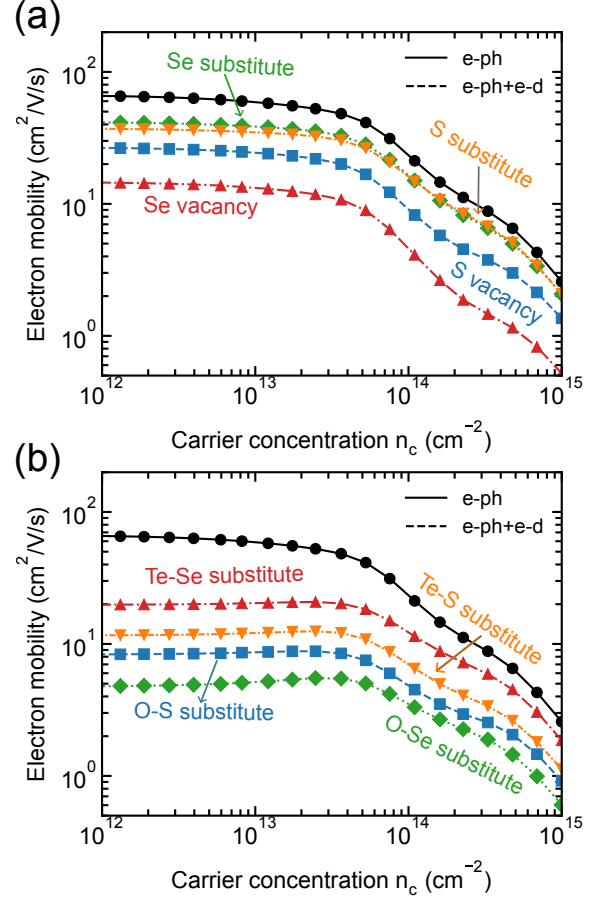 (a)
Electron mobility (cm²/V/s)
10²
10¹
10⁰
Se substitute
e-ph
e-ph+e-d
S substitute
Se vacancy
S vacancy
10¹²
10¹³
10¹⁴
10¹⁵
Carrier concentration n_c (cm⁻²)
(b)
Electron mobility (cm²/V/s)
10²
10¹
10⁰
e-ph
e-ph+e-d
Te-Se substitute
Te-S substitute
O-S substitute
O-Se substitute
10¹²
10¹³
10¹⁴
10¹⁵
Carrier concentration n_c (cm⁻²)